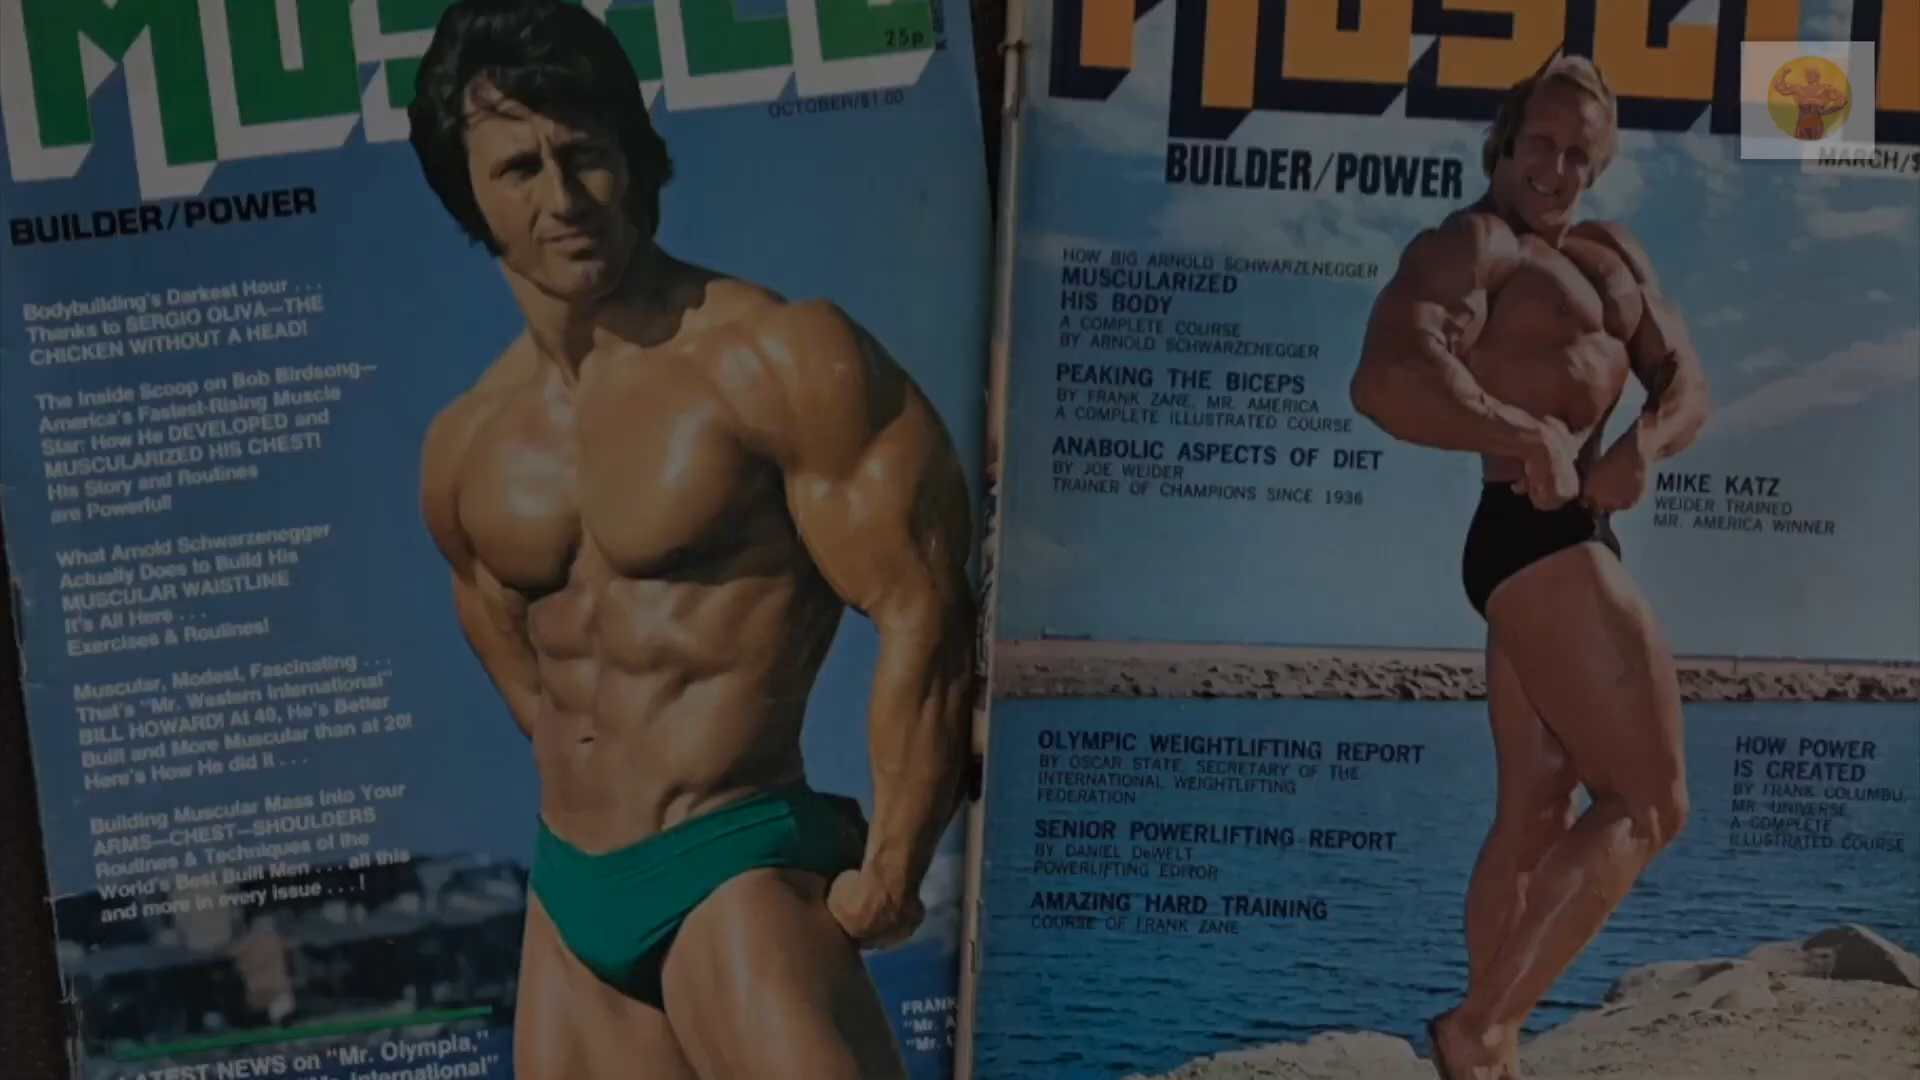 MUSCLE
25p
OCTOBER/$1.00
BUILDER/POWER
Bodybuilding's Darkest Hour . . .
Thanks to SERGIO OLIVA—THE
CHICKEN WITHOUT A HEAD!
The Inside Scoop on Bob Birdsong—
America's Fastest-Rising Muscle
Star: How He DEVELOPED and
MUSCULARIZED HIS CHEST!
His Story and Routines
are Powerful!
What Arnold Schwarzenegger
Actually Does to Build His
MUSCULAR WAISTLINE
It's All Here . . .
Exercises & Routines!
Muscular, Modest, Fascinating . . .
That's "Mr. Western International"
BILL HOWARD! At 40, He's Better
Built and More Muscular than at 20!
Here's How He did it . . .
Building Muscular Mass Into Your
ARMS—CHEST—SHOULDERS
Routines & Techniques of the
World's Best Built Men . . . all this
and more in every issue . . . !
LATEST NEWS on "Mr. Olympia,"
International"
FRANK
"Mr.
"Mr.
MUSCLE
BUILDER/POWER
MARCH/$
HOW BIG ARNOLD SCHWARZENEGGER
MUSCULARIZED
HIS BODY
A COMPLETE COURSE
BY ARNOLD SCHWARZENEGGER
PEAKING THE BICEPS
BY FRANK ZANE, MR. AMERICA
A COMPLETE ILLUSTRATED COURSE
ANABOLIC ASPECTS OF DIET
BY JOE WEIDER
TRAINER OF CHAMPIONS SINCE 1936
MIKE KATZ
WEIDER TRAINED
MR. AMERICA WINNER
OLYMPIC WEIGHTLIFTING REPORT
BY OSCAR STATE, SECRETARY OF THE
INTERNATIONAL WEIGHTLIFTING
FEDERATION
SENIOR POWERLIFTING REPORT
BY DANIEL DeWELT
POWERLIFTING EDITOR
AMAZING HARD TRAINING
COURSE OF FRANK ZANE
HOW POWER
IS CREATED
BY FRANK COLUMBU,
MR. UNIVERSE
A COMPLETE
ILLUSTRATED COURSE